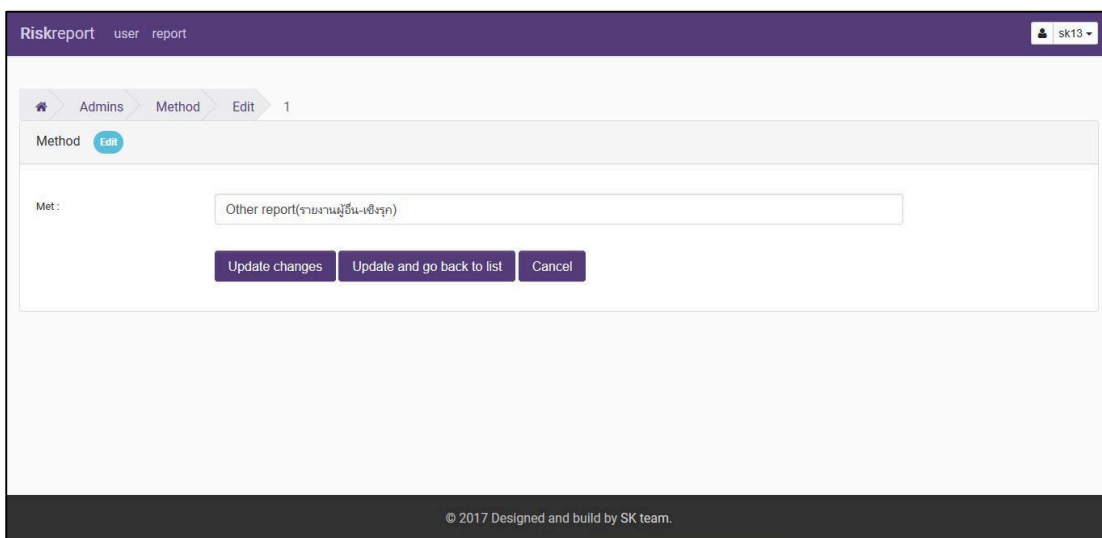 Riskreport user report sk13
Admins Method Edit 1
Method Edit
Met : Other report(รายงานผู้อื่น-เชิงรุก)
Update changes Update and go back to list Cancel
© 2017 Designed and build by SK team.